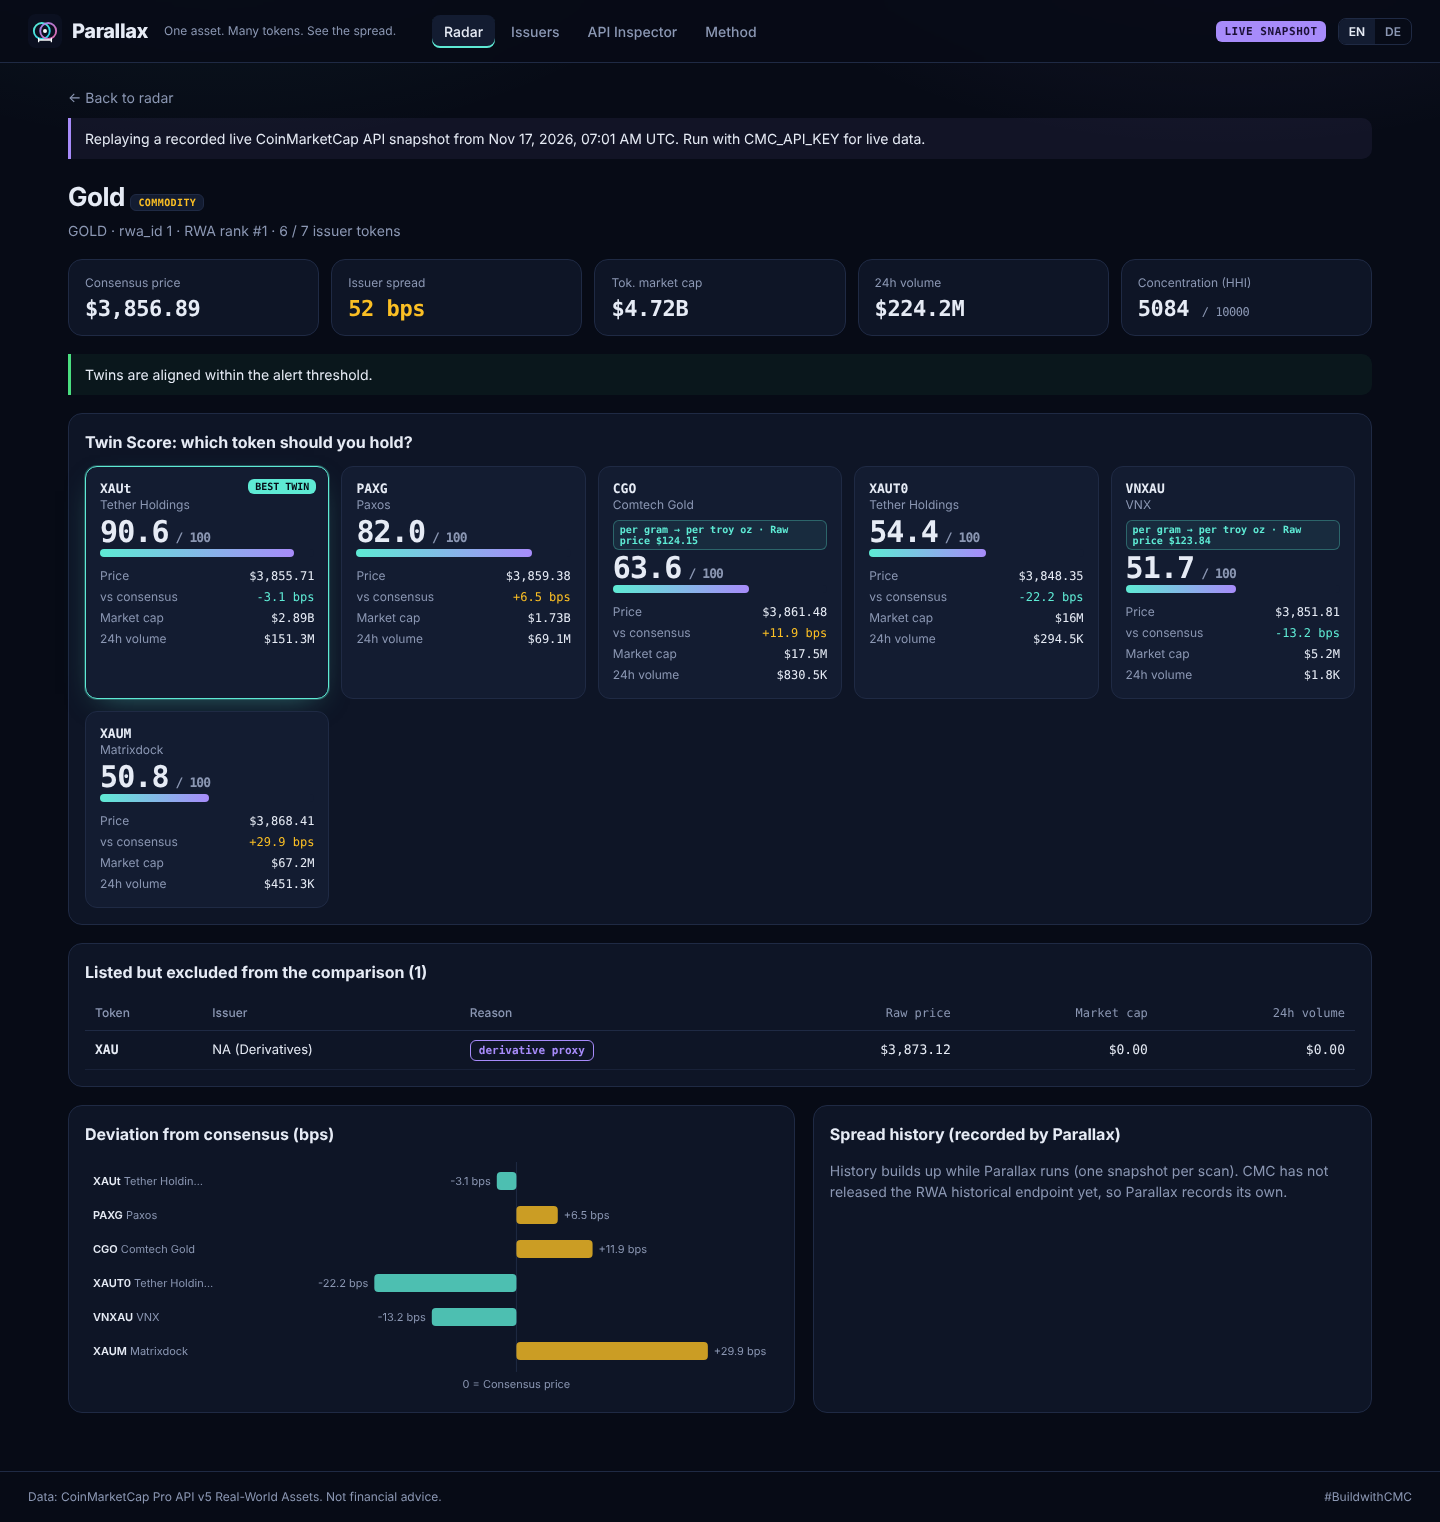 Parallax
One asset. Many tokens. See the spread.
Radar
Issuers
API Inspector
Method
LIVE SNAPSHOT
EN
DE
← Back to radar
Replaying a recorded live CoinMarketCap API snapshot from Nov 17, 2026, 07:01 AM UTC. Run with CMC_API_KEY for live data.
Gold COMMODITY
GOLD · rwa_id 1 · RWA rank #1 · 6 / 7 issuer tokens
Consensus price
$3,856.89
Issuer spread
52 bps
Tok. market cap
$4.72B
24h volume
$224.2M
Concentration (HHI)
5084 / 10000
Twins are aligned within the alert threshold.
Twin Score: which token should you hold?
XAUt
BEST TWIN
Tether Holdings
90.6 / 100
Price $3,855.71
vs consensus -3.1 bps
Market cap $2.89B
24h volume $151.3M
PAXG
Paxos
82.0 / 100
Price $3,859.38
vs consensus +6.5 bps
Market cap $1.73B
24h volume $69.1M
CGO
Comtech Gold
per gram → per troy oz · Raw
price $124.15
63.6 / 100
Price $3,861.48
vs consensus +11.9 bps
Market cap $17.5M
24h volume $830.5K
XAUT0
Tether Holdings
54.4 / 100
Price $3,848.35
vs consensus -22.2 bps
Market cap $16M
24h volume $294.5K
VNXAU
VNX
per gram → per troy oz · Raw
price $123.84
51.7 / 100
Price $3,851.81
vs consensus -13.2 bps
Market cap $5.2M
24h volume $1.8K
XAUM
Matrixdock
50.8 / 100
Price $3,868.41
vs consensus +29.9 bps
Market cap $67.2M
24h volume $451.3K
Listed but excluded from the comparison (1)
Token Issuer Reason Raw price Market cap 24h volume
XAU NA (Derivatives) derivative proxy $3,873.12 $0.00 $0.00
Deviation from consensus (bps)
XAUt Tether Holdin... -3.1 bps
PAXG Paxos +6.5 bps
CGO Comtech Gold +11.9 bps
XAUT0 Tether Holdin... -22.2 bps
VNXAU VNX -13.2 bps
XAUM Matrixdock +29.9 bps
0 = Consensus price
Spread history (recorded by Parallax)
History builds up while Parallax runs (one snapshot per scan). CMC has not
released the RWA historical endpoint yet, so Parallax records its own.
Data: CoinMarketCap Pro API v5 Real-World Assets. Not financial advice.
#BuildwithCMC